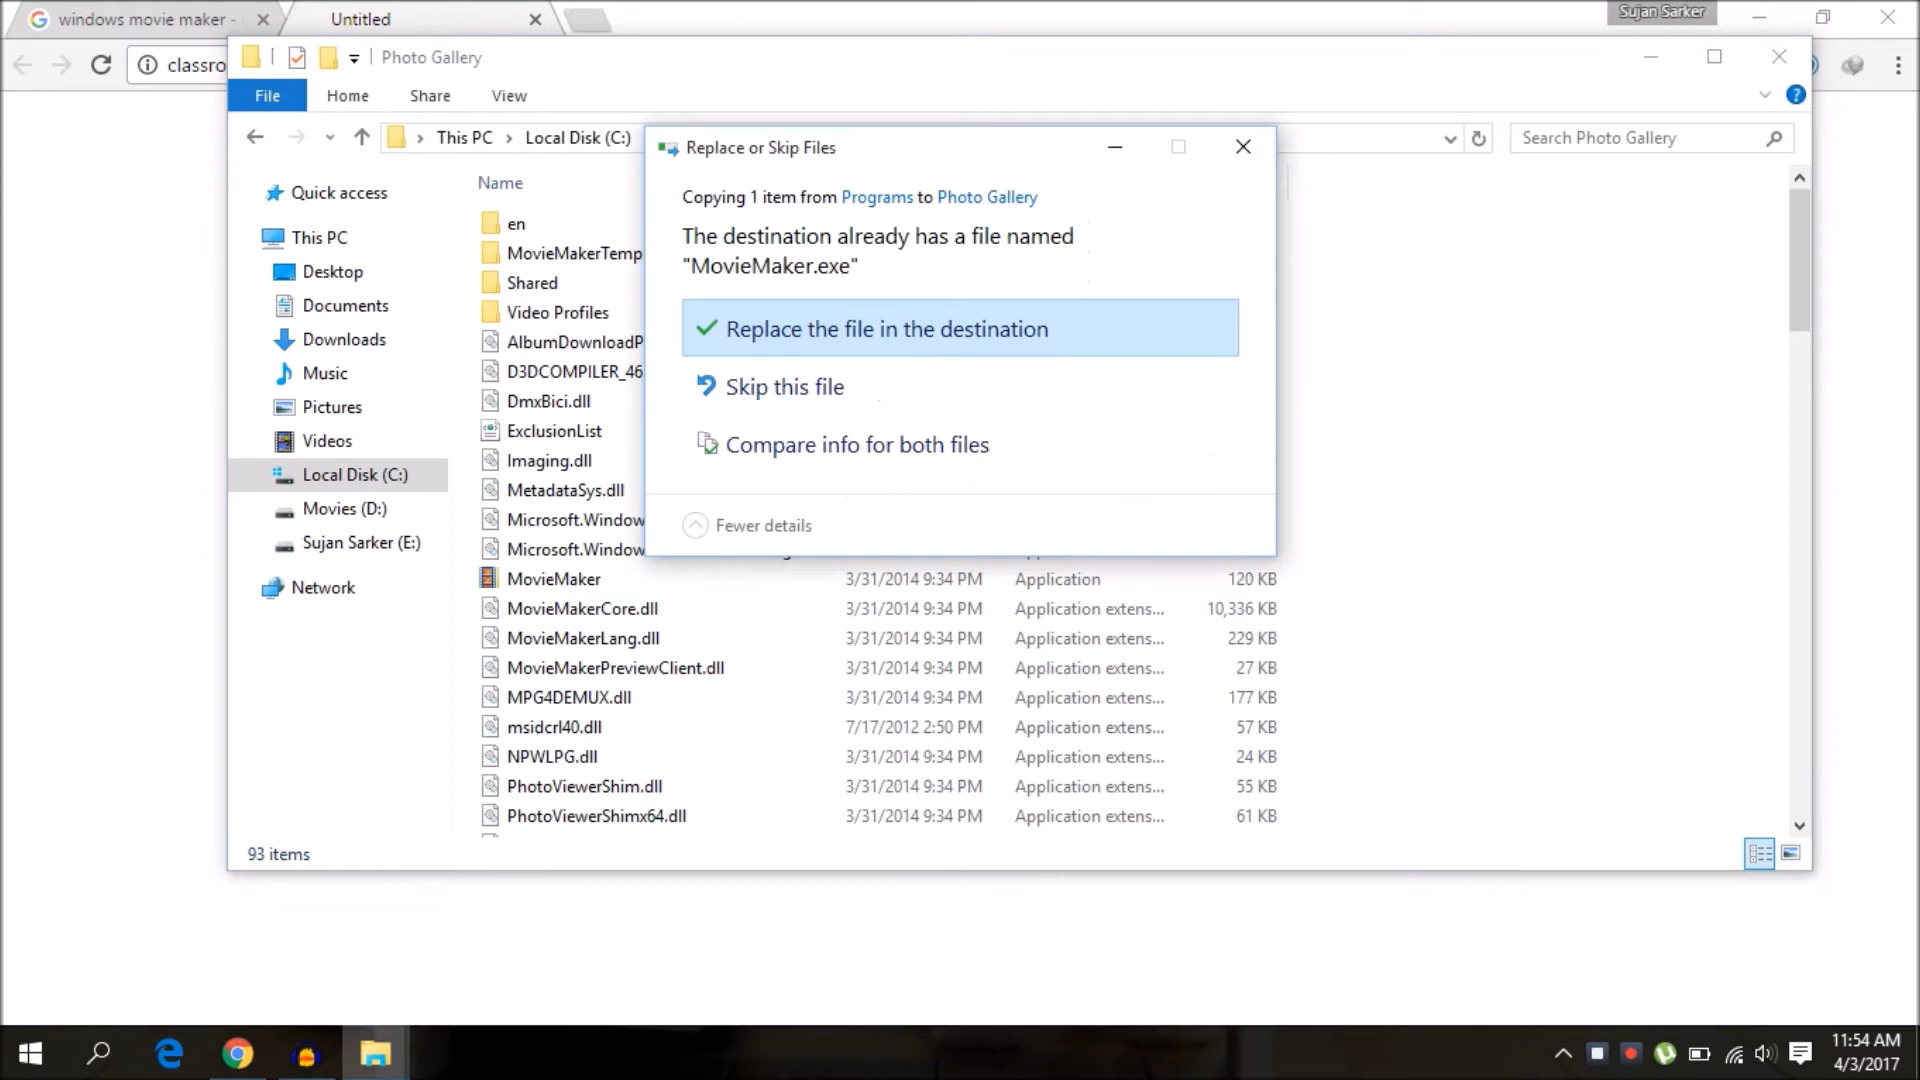 windows movie maker -
Untitled
Sujan Sarker
classro
Photo Gallery
File
Home
Share
View
This PC
Local Disk (C:)
Search Photo Gallery
Replace or Skip Files
Copying 1 item from Programs to Photo Gallery
The destination already has a file named
"MovieMaker.exe"
Replace the file in the destination
Skip this file
Compare info for both files
Fewer details
Quick access
This PC
Desktop
Documents
Downloads
Music
Pictures
Videos
Local Disk (C:)
Movies (D:)
Sujan Sarker (E:)
Network
Name
en
MovieMakerTemp
Shared
Video Profiles
AlbumDownloadP
D3DCOMPILER_46
DmxBici.dll
ExclusionList
Imaging.dll
MetadataSys.dll
Microsoft.Window
Microsoft.Window
MovieMaker 3/31/2014 9:34 PM Application 120 KB
MovieMakerCore.dll 3/31/2014 9:34 PM Application extens... 10,336 KB
MovieMakerLang.dll 3/31/2014 9:34 PM Application extens... 229 KB
MovieMakerPreviewClient.dll 3/31/2014 9:34 PM Application extens... 27 KB
MPG4DEMUX.dll 3/31/2014 9:34 PM Application extens... 177 KB
msidcrl40.dll 7/17/2012 2:50 PM Application extens... 57 KB
NPWLPG.dll 3/31/2014 9:34 PM Application extens... 24 KB
PhotoViewerShim.dll 3/31/2014 9:34 PM Application extens... 55 KB
PhotoViewerShimx64.dll 3/31/2014 9:34 PM Application extens... 61 KB
93 items
11:54 AM
4/3/2017